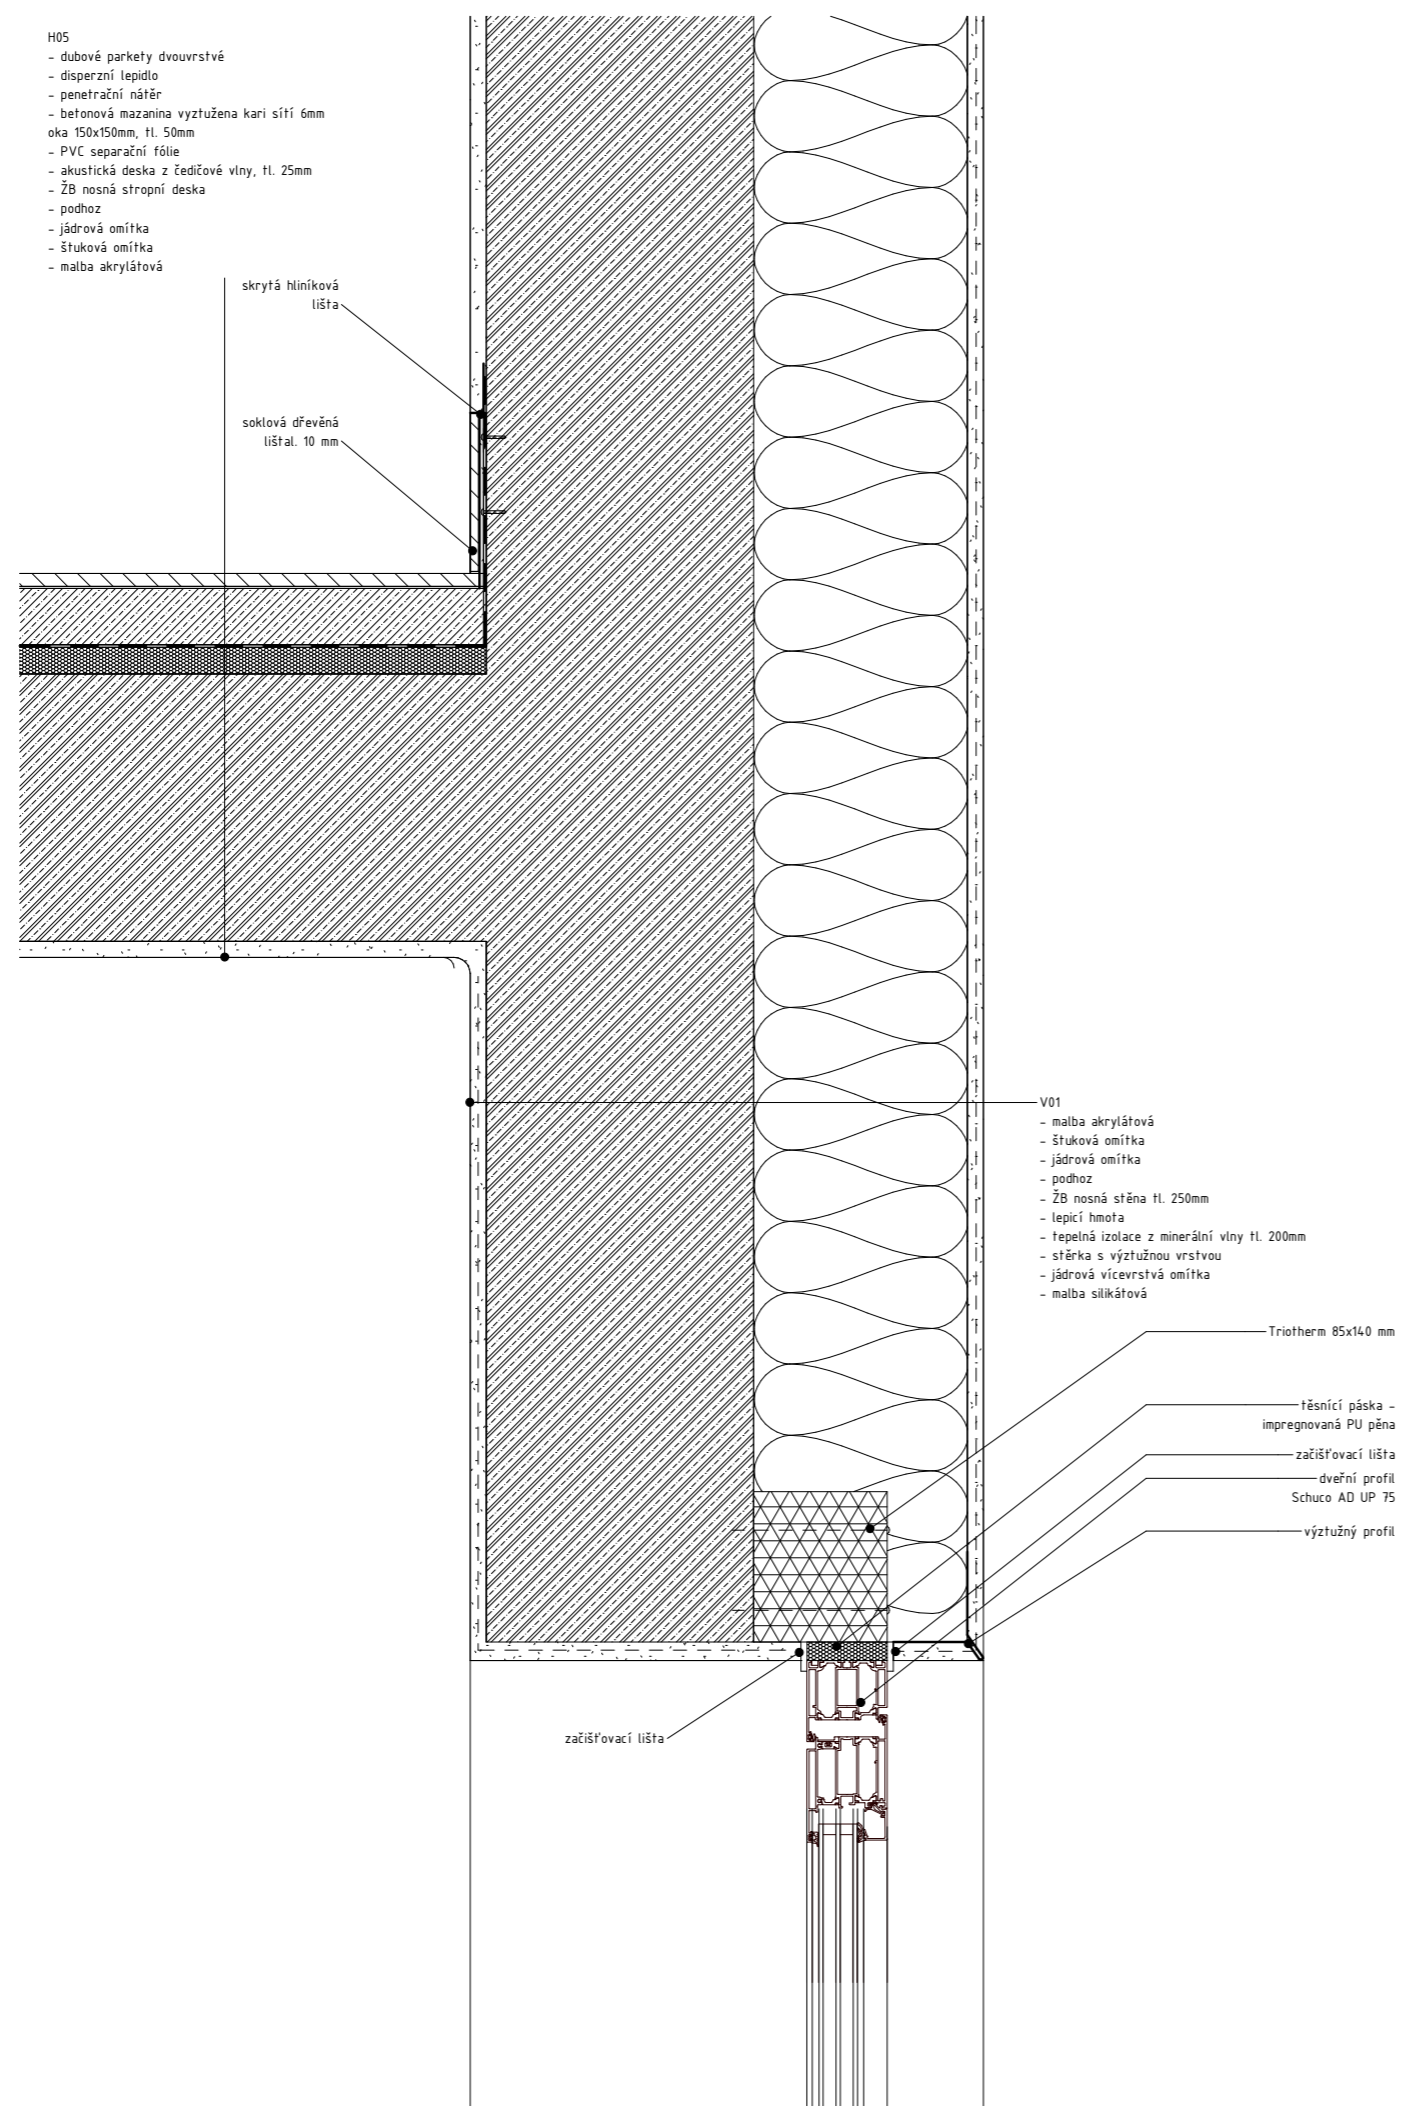 H05
- dubové parkety dvouvrstvé
- disperzní lepidlo
- penetrační nátěr
- betonová mazanina vyztužena kari sítí 6mm
oka 150x150mm, tl. 50mm
- PVC separační fólie
- akustická deska z čedičové vlny, tl. 25mm
- ŽB nosná stropní deska
- podhoz
- jádrová omítka
- štuková omítka
- malba akrylátová
skrytá hliníková
lišta
soklová dřevěná
lištal. 10 mm
V01
- malba akrylátová
- štuková omítka
- jádrová omítka
- podhoz
- ŽB nosná stěna tl. 250mm
- lepicí hmota
- tepelná izolace z minerální vlny tl. 200mm
- stěrka s výztužnou vrstvou
- jádrová vícevrstvá omítka
- malba silikátová
Triotherm 85x140 mm
těsnící páska -
impregnovaná PU pěna
začišťovací lišta
dveřní profil
Schuco AD UP 75
výztužný profil
začišťovací lišta